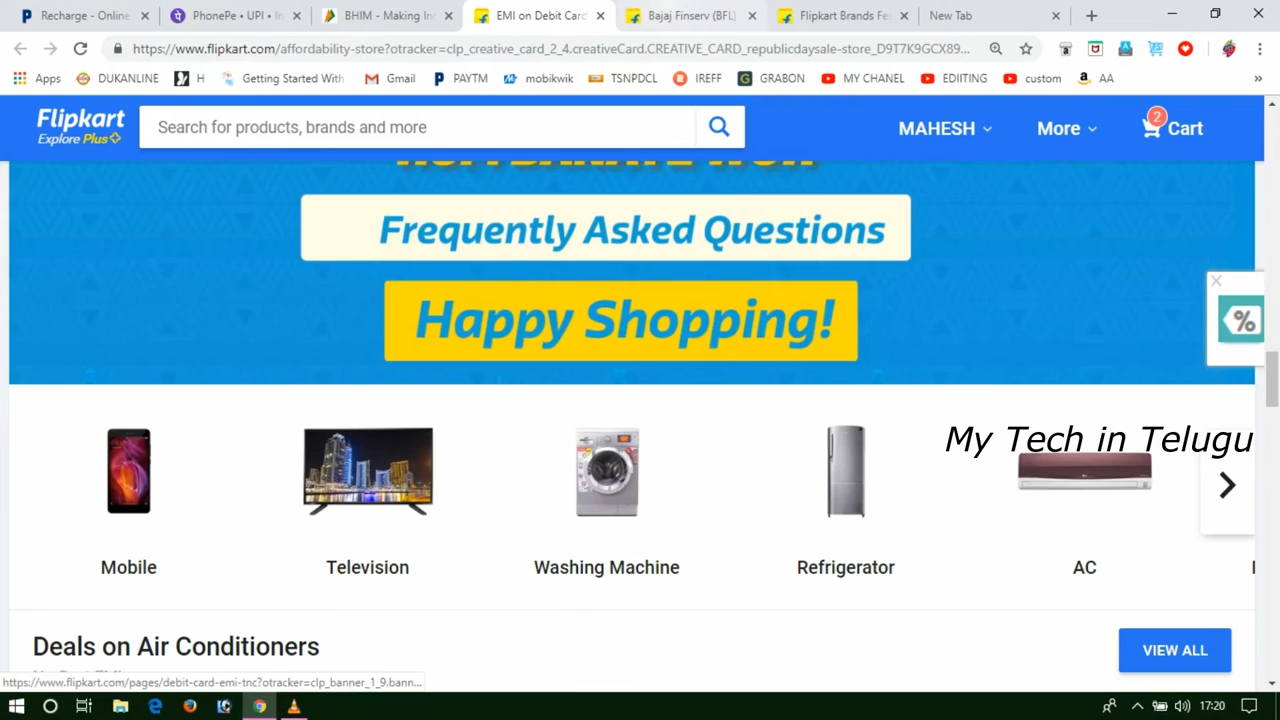 Recharge - Online
PhonePe • UPI • In
BHIM - Making Ind
EMI on Debit Card
Bajaj Finserv (BFL)
Flipkart Brands Fes
New Tab
https://www.flipkart.com/affordability-store?otracker=clp_creative_card_2_4.creativeCard.CREATIVE_CARD_republicdaysale-store_D9T7K9GCX89...
Apps
DUKANLINE
H
Getting Started With
Gmail
PAYTM
mobikwik
TSNPDCL
IREFF
GRABON
MY CHANEL
EDIITING
custom
AA
»
Flipkart
Explore Plus
Search for products, brands and more
MAHESH
More
2
Cart
Frequently Asked Questions
Happy Shopping!
%
My Tech in Telugu
Mobile
Television
Washing Machine
Refrigerator
AC
Deals on Air Conditioners
VIEW ALL
https://www.flipkart.com/pages/debit-card-emi-tnc?otracker=clp_banner_1_9.bann...
17:20